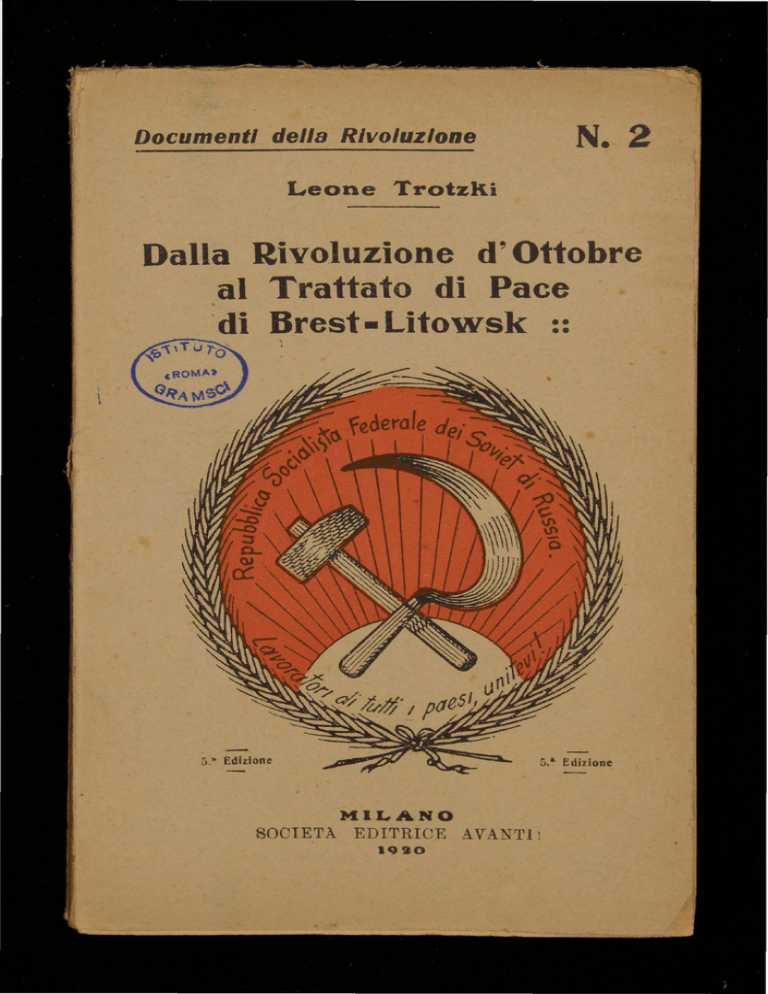 Documenti della Rivoluzione
N. 2
Leone Trotzki
Dalla Rivoluzione d'Ottobre
al Trattato di Pace
di Brest-Litowsk ::
ISTITUTO
«ROMA»
GRAMSCI
Repubblica Socialista Federale dei Soviet di Russia.
Lavoratori di tutti i paesi, unitevi!
5.ª Edizione
5.ª Edizione
MILANO
SOCIETA EDITRICE AVANTI!
1920